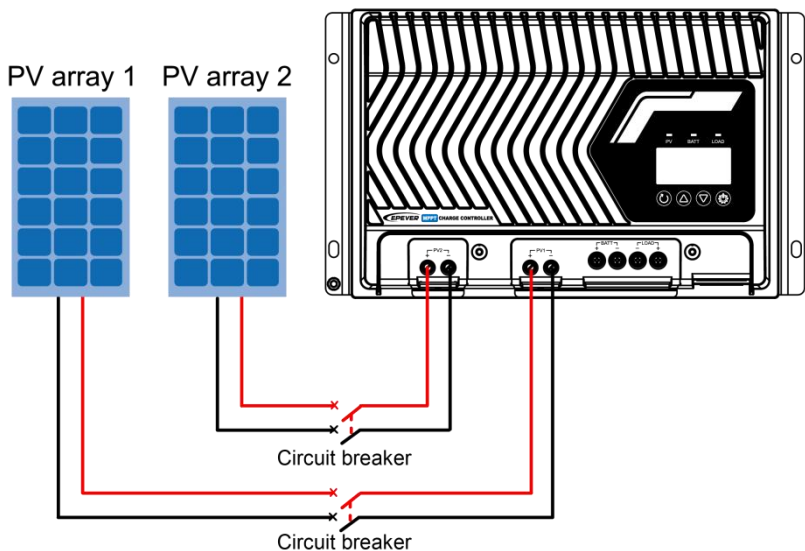 PV array 1
PV array 2
PV BATT LOAD
EPEVER MPPT CHARGE CONTROLLER
PV2
+ −
PV1
+ −
BATT
+ −
LOAD
− +
Circuit breaker
Circuit breaker